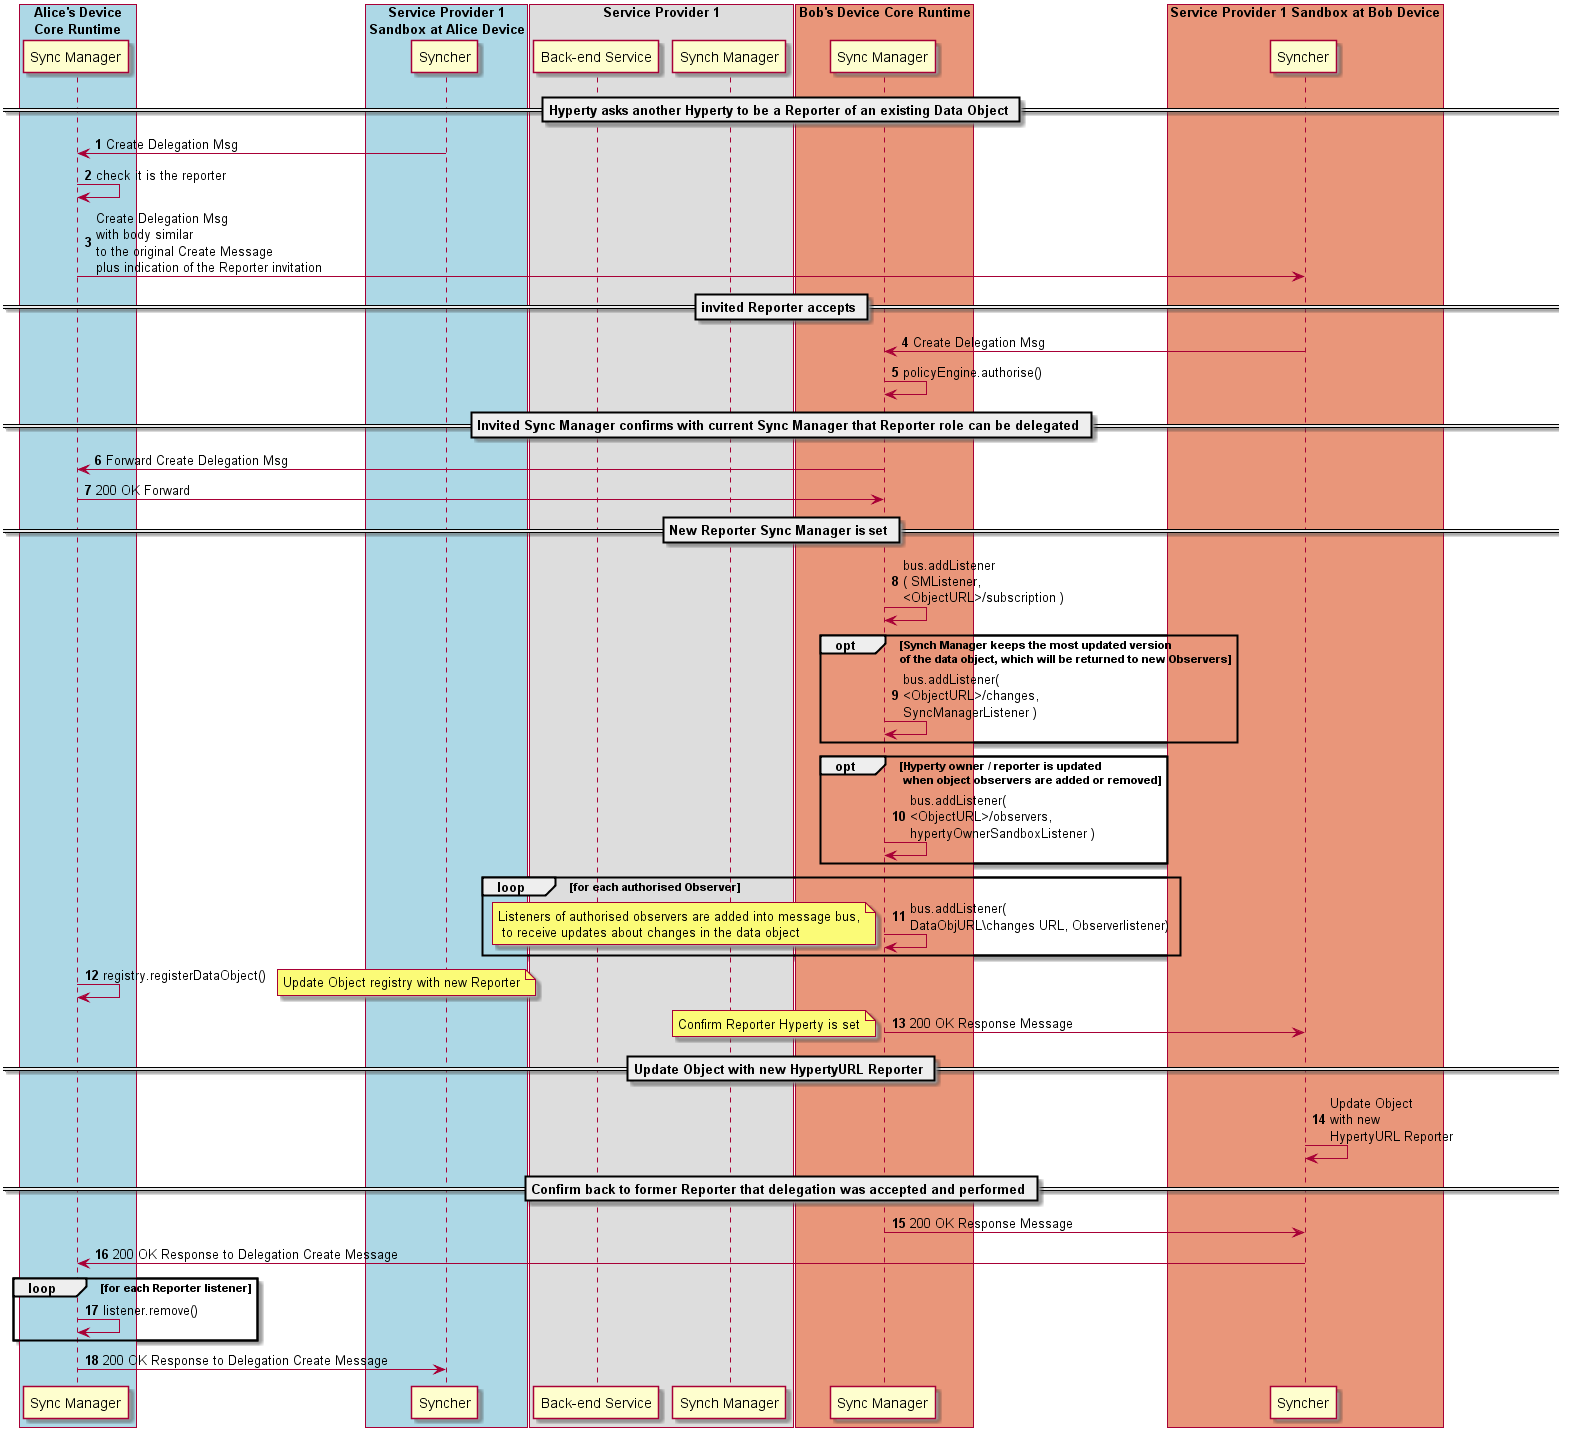 Alice's Device
Core Runtime
Service Provider 1
Sandbox at Alice Device
Service Provider 1
Bob's Device Core Runtime
Service Provider 1 Sandbox at Bob Device
Sync Manager
Syncher
Back-end Service
Synch Manager
Sync Manager
Syncher
Hyperty asks another Hyperty to be a Reporter of an existing Data Object
1 Create Delegation Msg
2 check it is the reporter
Create Delegation Msg
with body similar
3 to the original Create Message
plus indication of the Reporter invitation
invited Reporter accepts
4 Create Delegation Msg
5 policyEngine.authorise()
Invited Sync Manager confirms with current Sync Manager that Reporter role can be delegated
6 Forward Create Delegation Msg
7 200 OK Forward
New Reporter Sync Manager is set
bus.addListener
8 ( SMListener,
<ObjectURL>/subscription )
opt
[Synch Manager keeps the most updated version
of the data object, which will be returned to new Observers]
bus.addListener(
9 <ObjectURL>/changes,
SyncManagerListener )
opt
[Hyperty owner / reporter is updated
when object observers are added or removed]
bus.addListener(
10 <ObjectURL>/observers,
hypertyOwnerSandboxListener )
loop
[for each authorised Observer]
Listeners of authorised observers are added into message bus,
to receive updates about changes in the data object
11 bus.addListener(
DataObjURL\changes URL, Observerlistener)
12 registry.registerDataObject()
Update Object registry with new Reporter
Confirm Reporter Hyperty is set
13 200 OK Response Message
Update Object with new HypertyURL Reporter
Update Object
14 with new
HypertyURL Reporter
Confirm back to former Reporter that delegation was accepted and performed
15 200 OK Response Message
16 200 OK Response to Delegation Create Message
loop
[for each Reporter listener]
17 listener.remove()
18 200 OK Response to Delegation Create Message
Sync Manager
Syncher
Back-end Service
Synch Manager
Sync Manager
Syncher